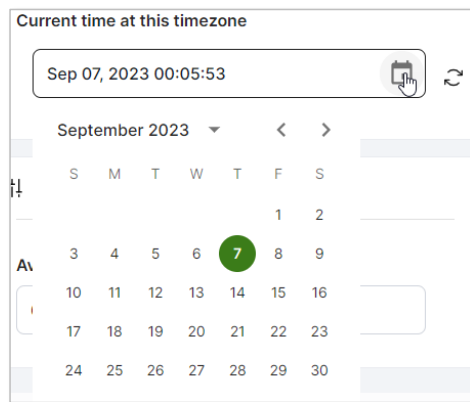 Current time at this timezone
Sep 07, 2023 00:05:53
September 2023
S M T W T F S
1 2
3 4 5 6 7 8 9
10 11 12 13 14 15 16
17 18 19 20 21 22 23
24 25 26 27 28 29 30